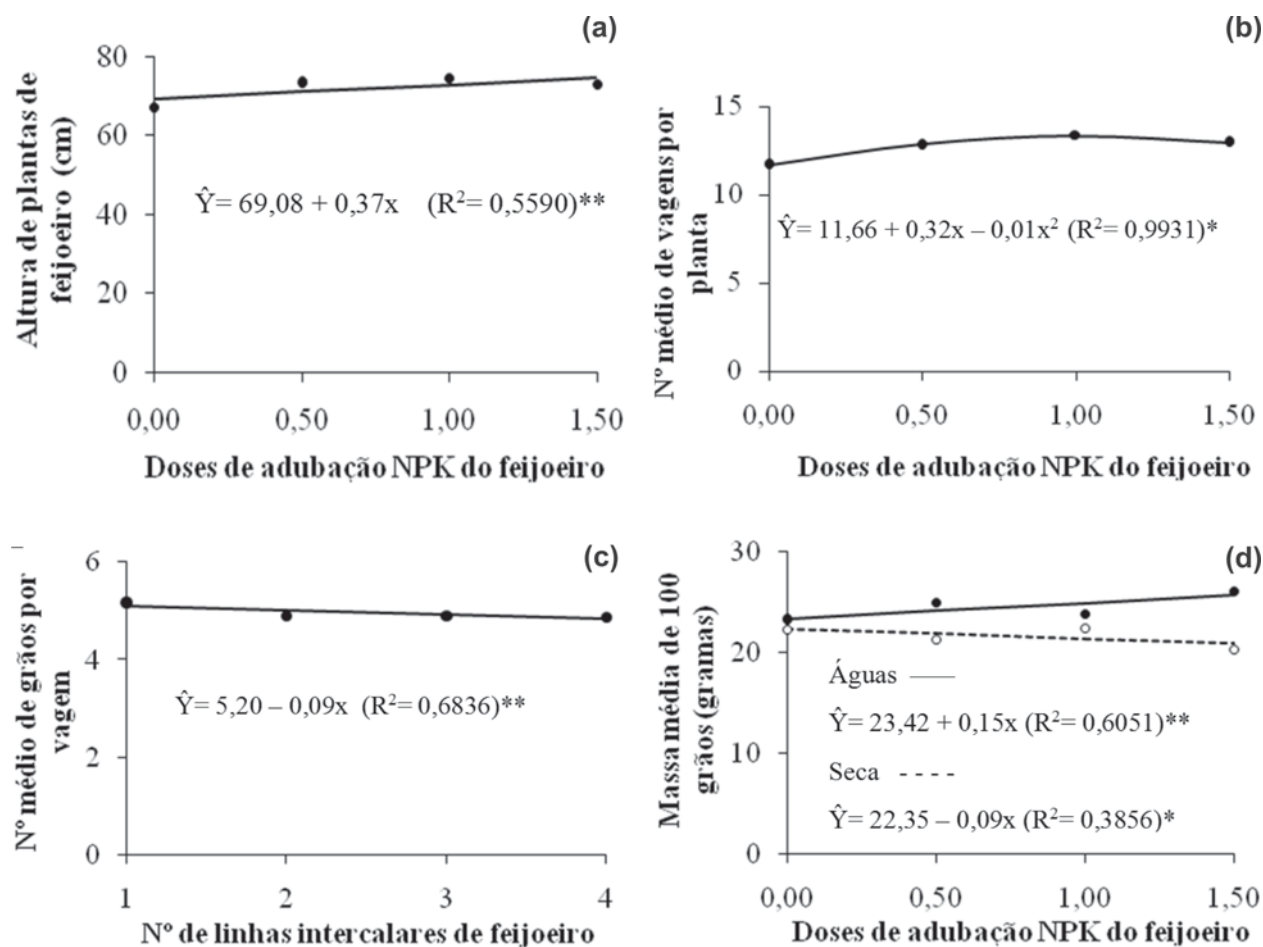 (a)
Altura de plantas de
feijoeiro (cm)
80
60
40
20
0
Ŷ= 69,08 + 0,37x (R²= 0,5590)**
0,00 0,50 1,00 1,50
Doses de adubação NPK do feijoeiro
(b)
Nº médio de vagens por
planta
15
10
5
0
Ŷ= 11,66 + 0,32x – 0,01x² (R²= 0,9931)*
0,00 0,50 1,00 1,50
Doses de adubação NPK do feijoeiro
(c)
Nº médio de grãos por
vagem
6
4
2
0
Ŷ= 5,20 – 0,09x (R²= 0,6836)**
1 2 3 4
Nº de linhas intercalares de feijoeiro
(d)
Massa média de 100
grãos (gramas)
30
20
10
0
Águas
Ŷ= 23,42 + 0,15x (R²= 0,6051)**
Seca
Ŷ= 22,35 – 0,09x (R²= 0,3856)*
0,00 0,50 1,00 1,50
Doses de adubação NPK do feijoeiro